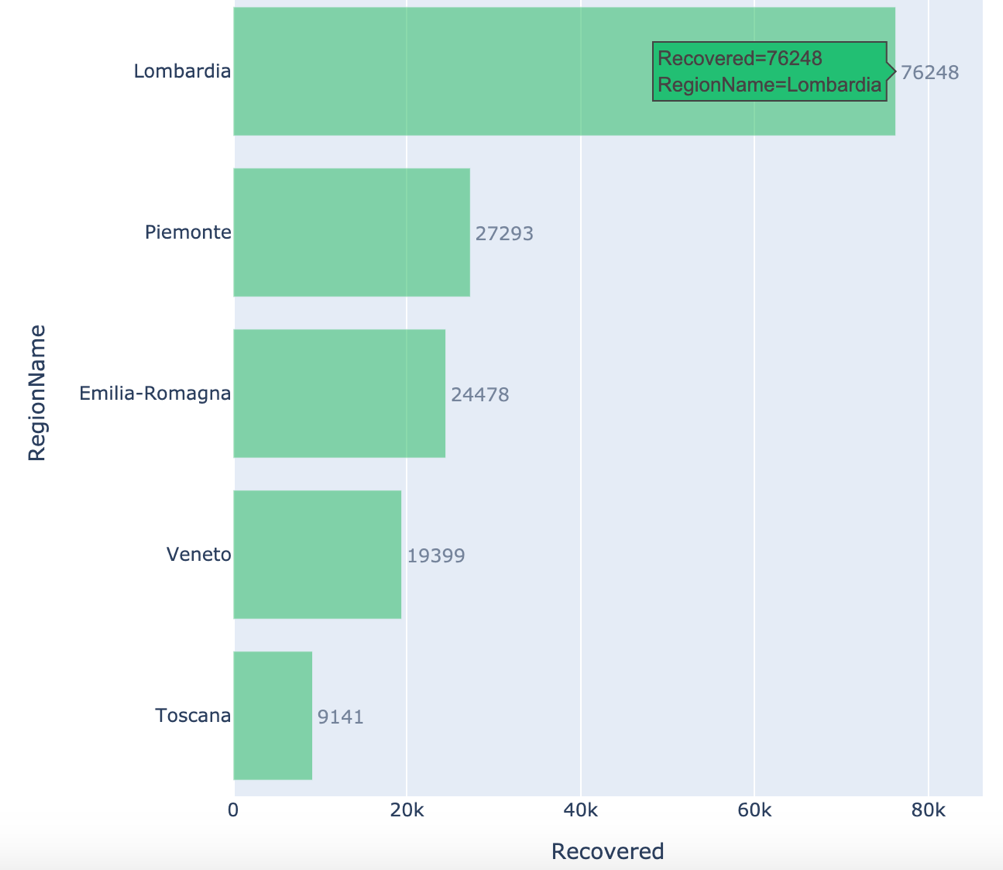 Lombardia
Recovered=76248
RegionName=Lombardia
76248
Piemonte
27293
RegionName
Emilia-Romagna
24478
Veneto
19399
Toscana
9141
0 20k 40k 60k 80k
Recovered